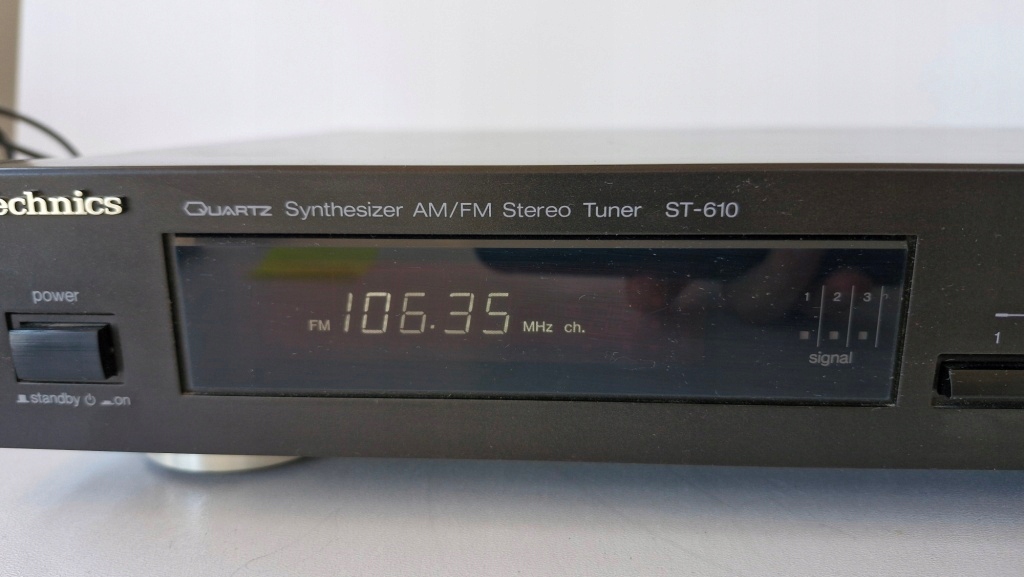 echnics
QUARTZ Synthesizer AM/FM Stereo Tuner ST-610
power
standby on
FM 106.35 MHz ch.
1 2 3
signal
1